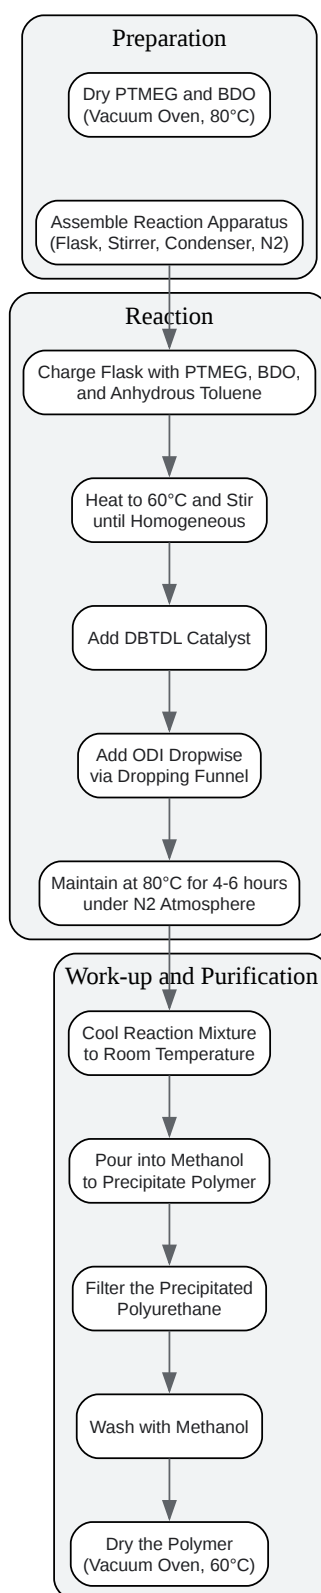 Preparation
Dry PTMEG and BDO
(Vacuum Oven, 80°C)
Assemble Reaction Apparatus
(Flask, Stirrer, Condenser, N2)
Reaction
Charge Flask with PTMEG, BDO,
and Anhydrous Toluene
Heat to 60°C and Stir
until Homogeneous
Add DBTDL Catalyst
Add ODI Dropwise
via Dropping Funnel
Maintain at 80°C for 4-6 hours
under N2 Atmosphere
Work-up and Purification
Cool Reaction Mixture
to Room Temperature
Pour into Methanol
to Precipitate Polymer
Filter the Precipitated
Polyurethane
Wash with Methanol
Dry the Polymer
(Vacuum Oven, 60°C)